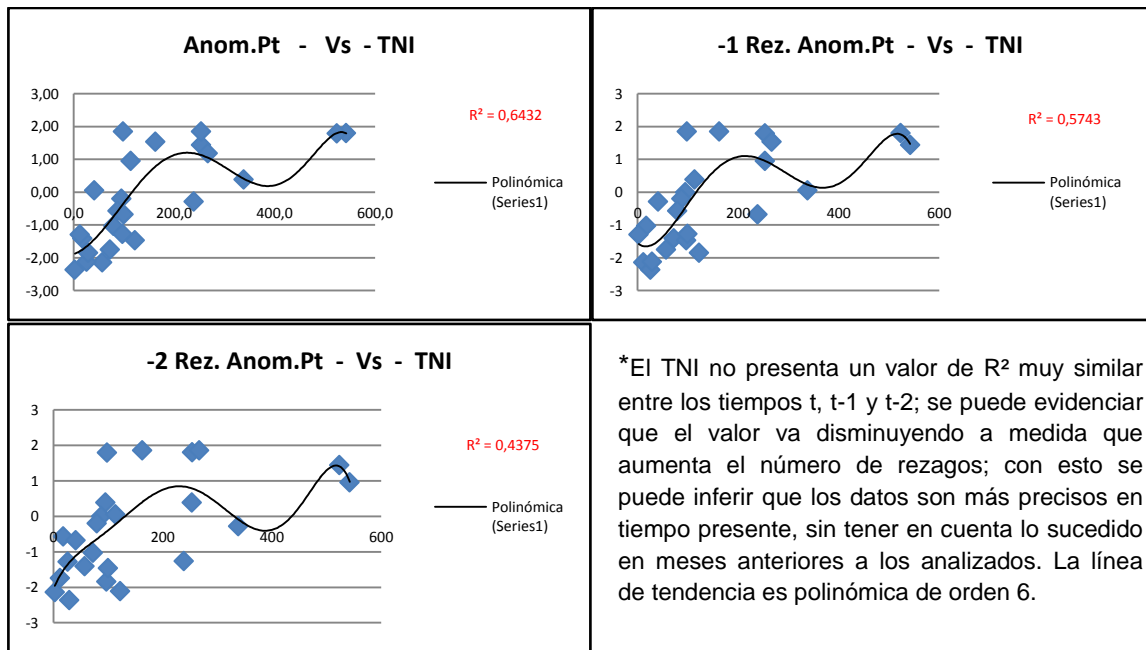 Anom.Pt - Vs - TNI
3,00
2,00
1,00
0,00
-1,00
-2,00
-3,00
0,0 200,0 400,0 600,0
R² = 0,6432
Polinómica
(Series1)
-1 Rez. Anom.Pt - Vs - TNI
3
2
1
0
-1
-2
-3
0 200 400 600
R² = 0,5743
Polinómica
(Series1)
-2 Rez. Anom.Pt - Vs - TNI
3
2
1
0
-1
-2
-3
0 200 400 600
R² = 0,4375
Polinómica
(Series1)
*El TNI no presenta un valor de R² muy similar
entre los tiempos t, t-1 y t-2; se puede evidenciar
que el valor va disminuyendo a medida que
aumenta el número de rezagos; con esto se
puede inferir que los datos son más precisos en
tiempo presente, sin tener en cuenta lo sucedido
en meses anteriores a los analizados. La línea
de tendencia es polinómica de orden 6.